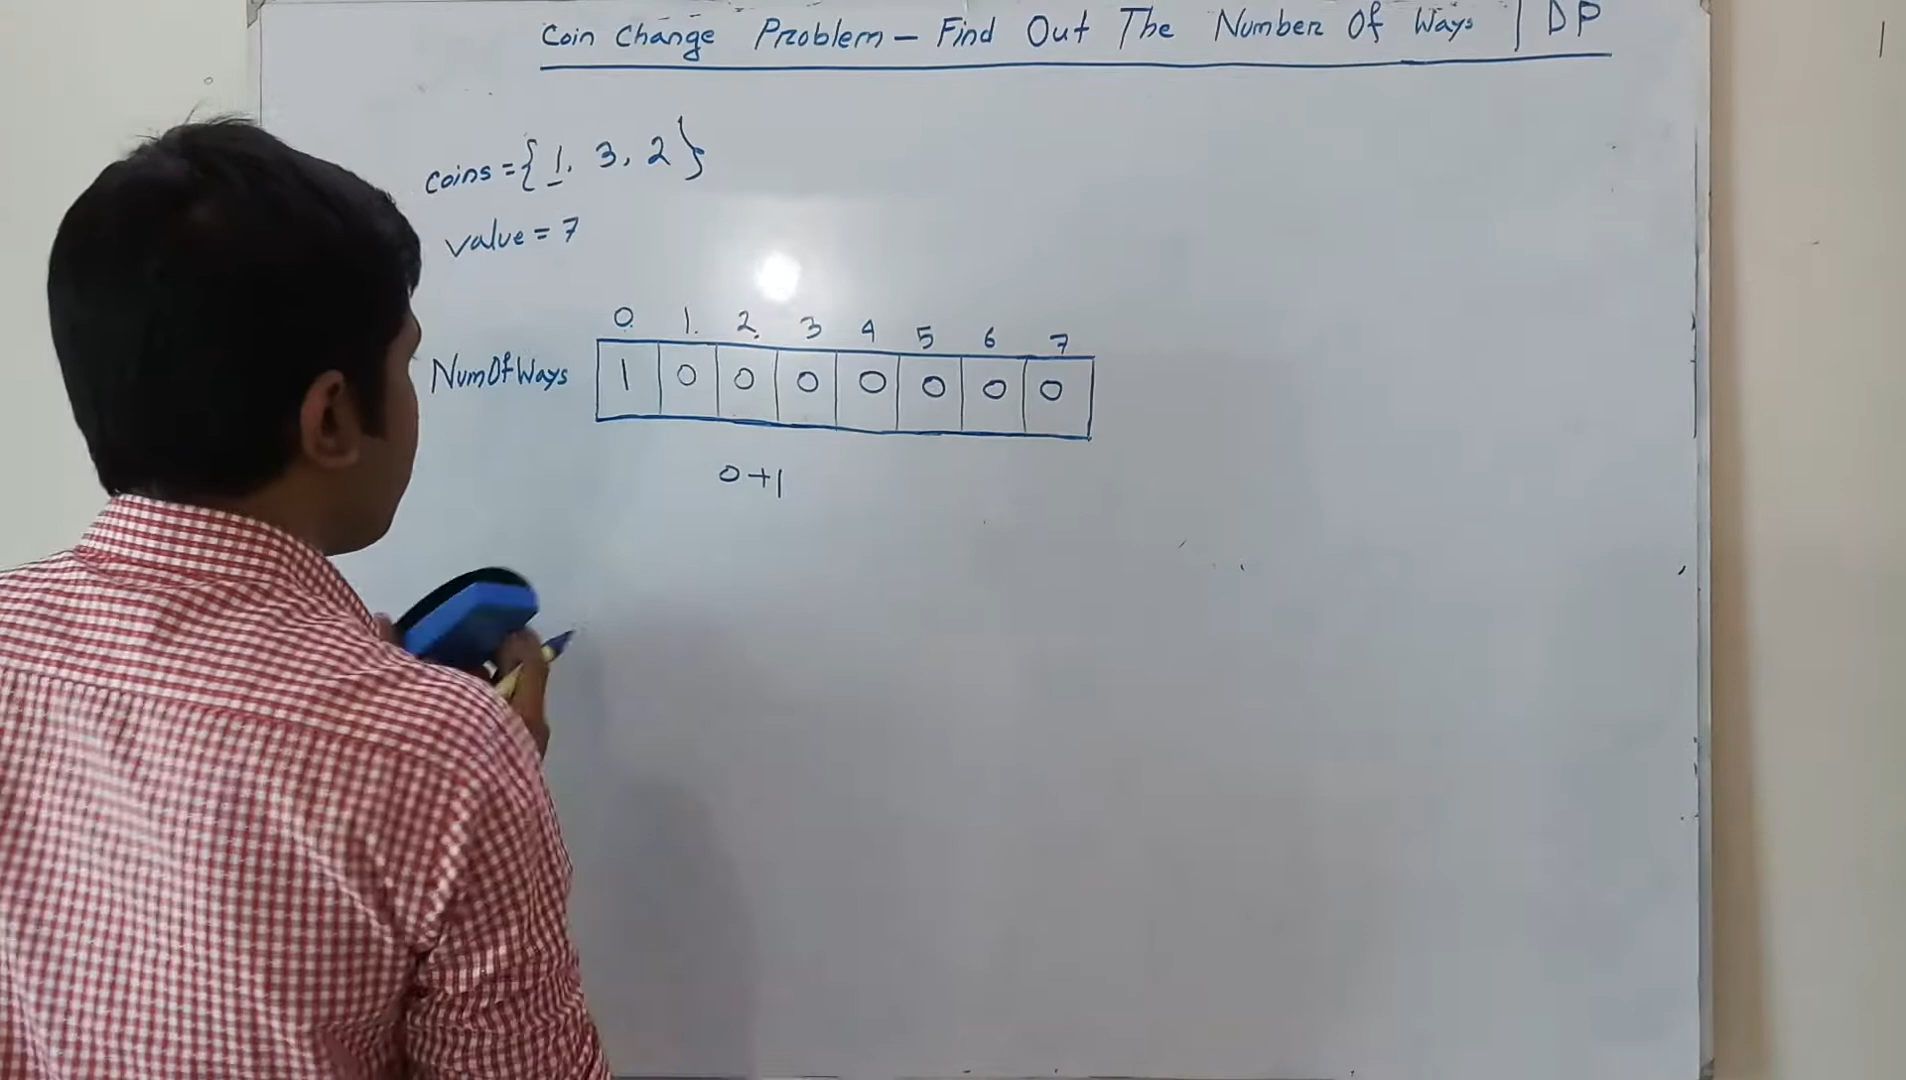 Coin Change Problem – Find Out The Number Of Ways | DP
coins = { 1, 3, 2 }
value = 7
0 1 2 3 4 5 6 7
NumOfWays 1 0 0 0 0 0 0 0
0+1